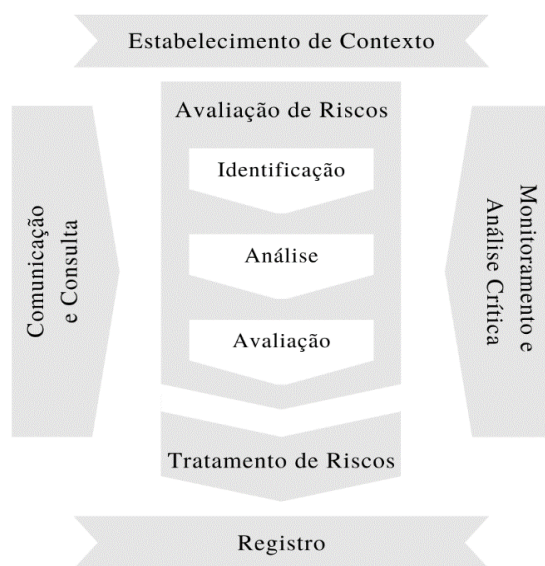 Estabelecimento de Contexto
Avaliação de Riscos
Identificação
Análise
Avaliação
Comunicação
e Consulta
Monitoramento e
Análise Crítica
Tratamento de Riscos
Registro